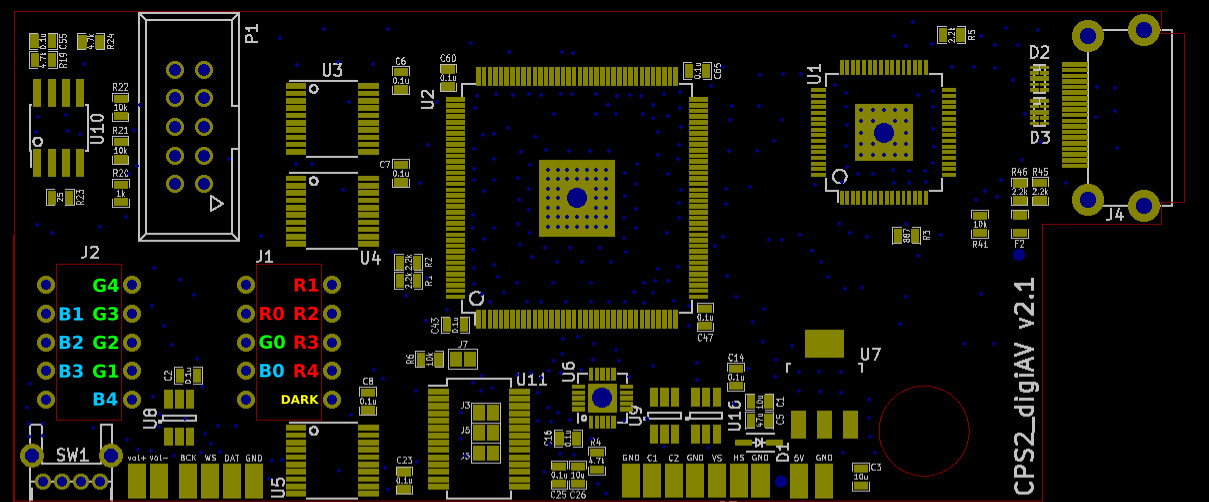 0.1u C55
4.7k R19
4.7k R24
P1
U10
R22
10k
R21
10k
R20
1k
25 R23
U3
U4
C6
0.1u
C7
0.1u
C60
0.1u
U2
0.1u C65
U1
2.2k R5
D2
D3
J4
R46 R45
2.2k 2.2k
10k
R41
F2
887 R3
J2
G4
B1 G3
B2 G2
B3 G1
B4
J1
R1
R0 R2
G0 R3
B0 R4
DARK
2.2k R2
2.2k R1
C43 0.1u
C47
0.1u
R6 10k
J7
C2 0.1u
U8
C8
0.1u
U11
J3
U6
U9
C14
0.1u
U7
U10
10u C1
47u C5
D1
C16 0.1u
R4
4.7k
0.1u 10u
C25 C26
C23
0.1u
U5
SW1
vol+ vol- BCK WS DAT GND
GND C1 C2 GND VS HS GND 5V GND
C3
10u
CPS2_digiAV v2.1